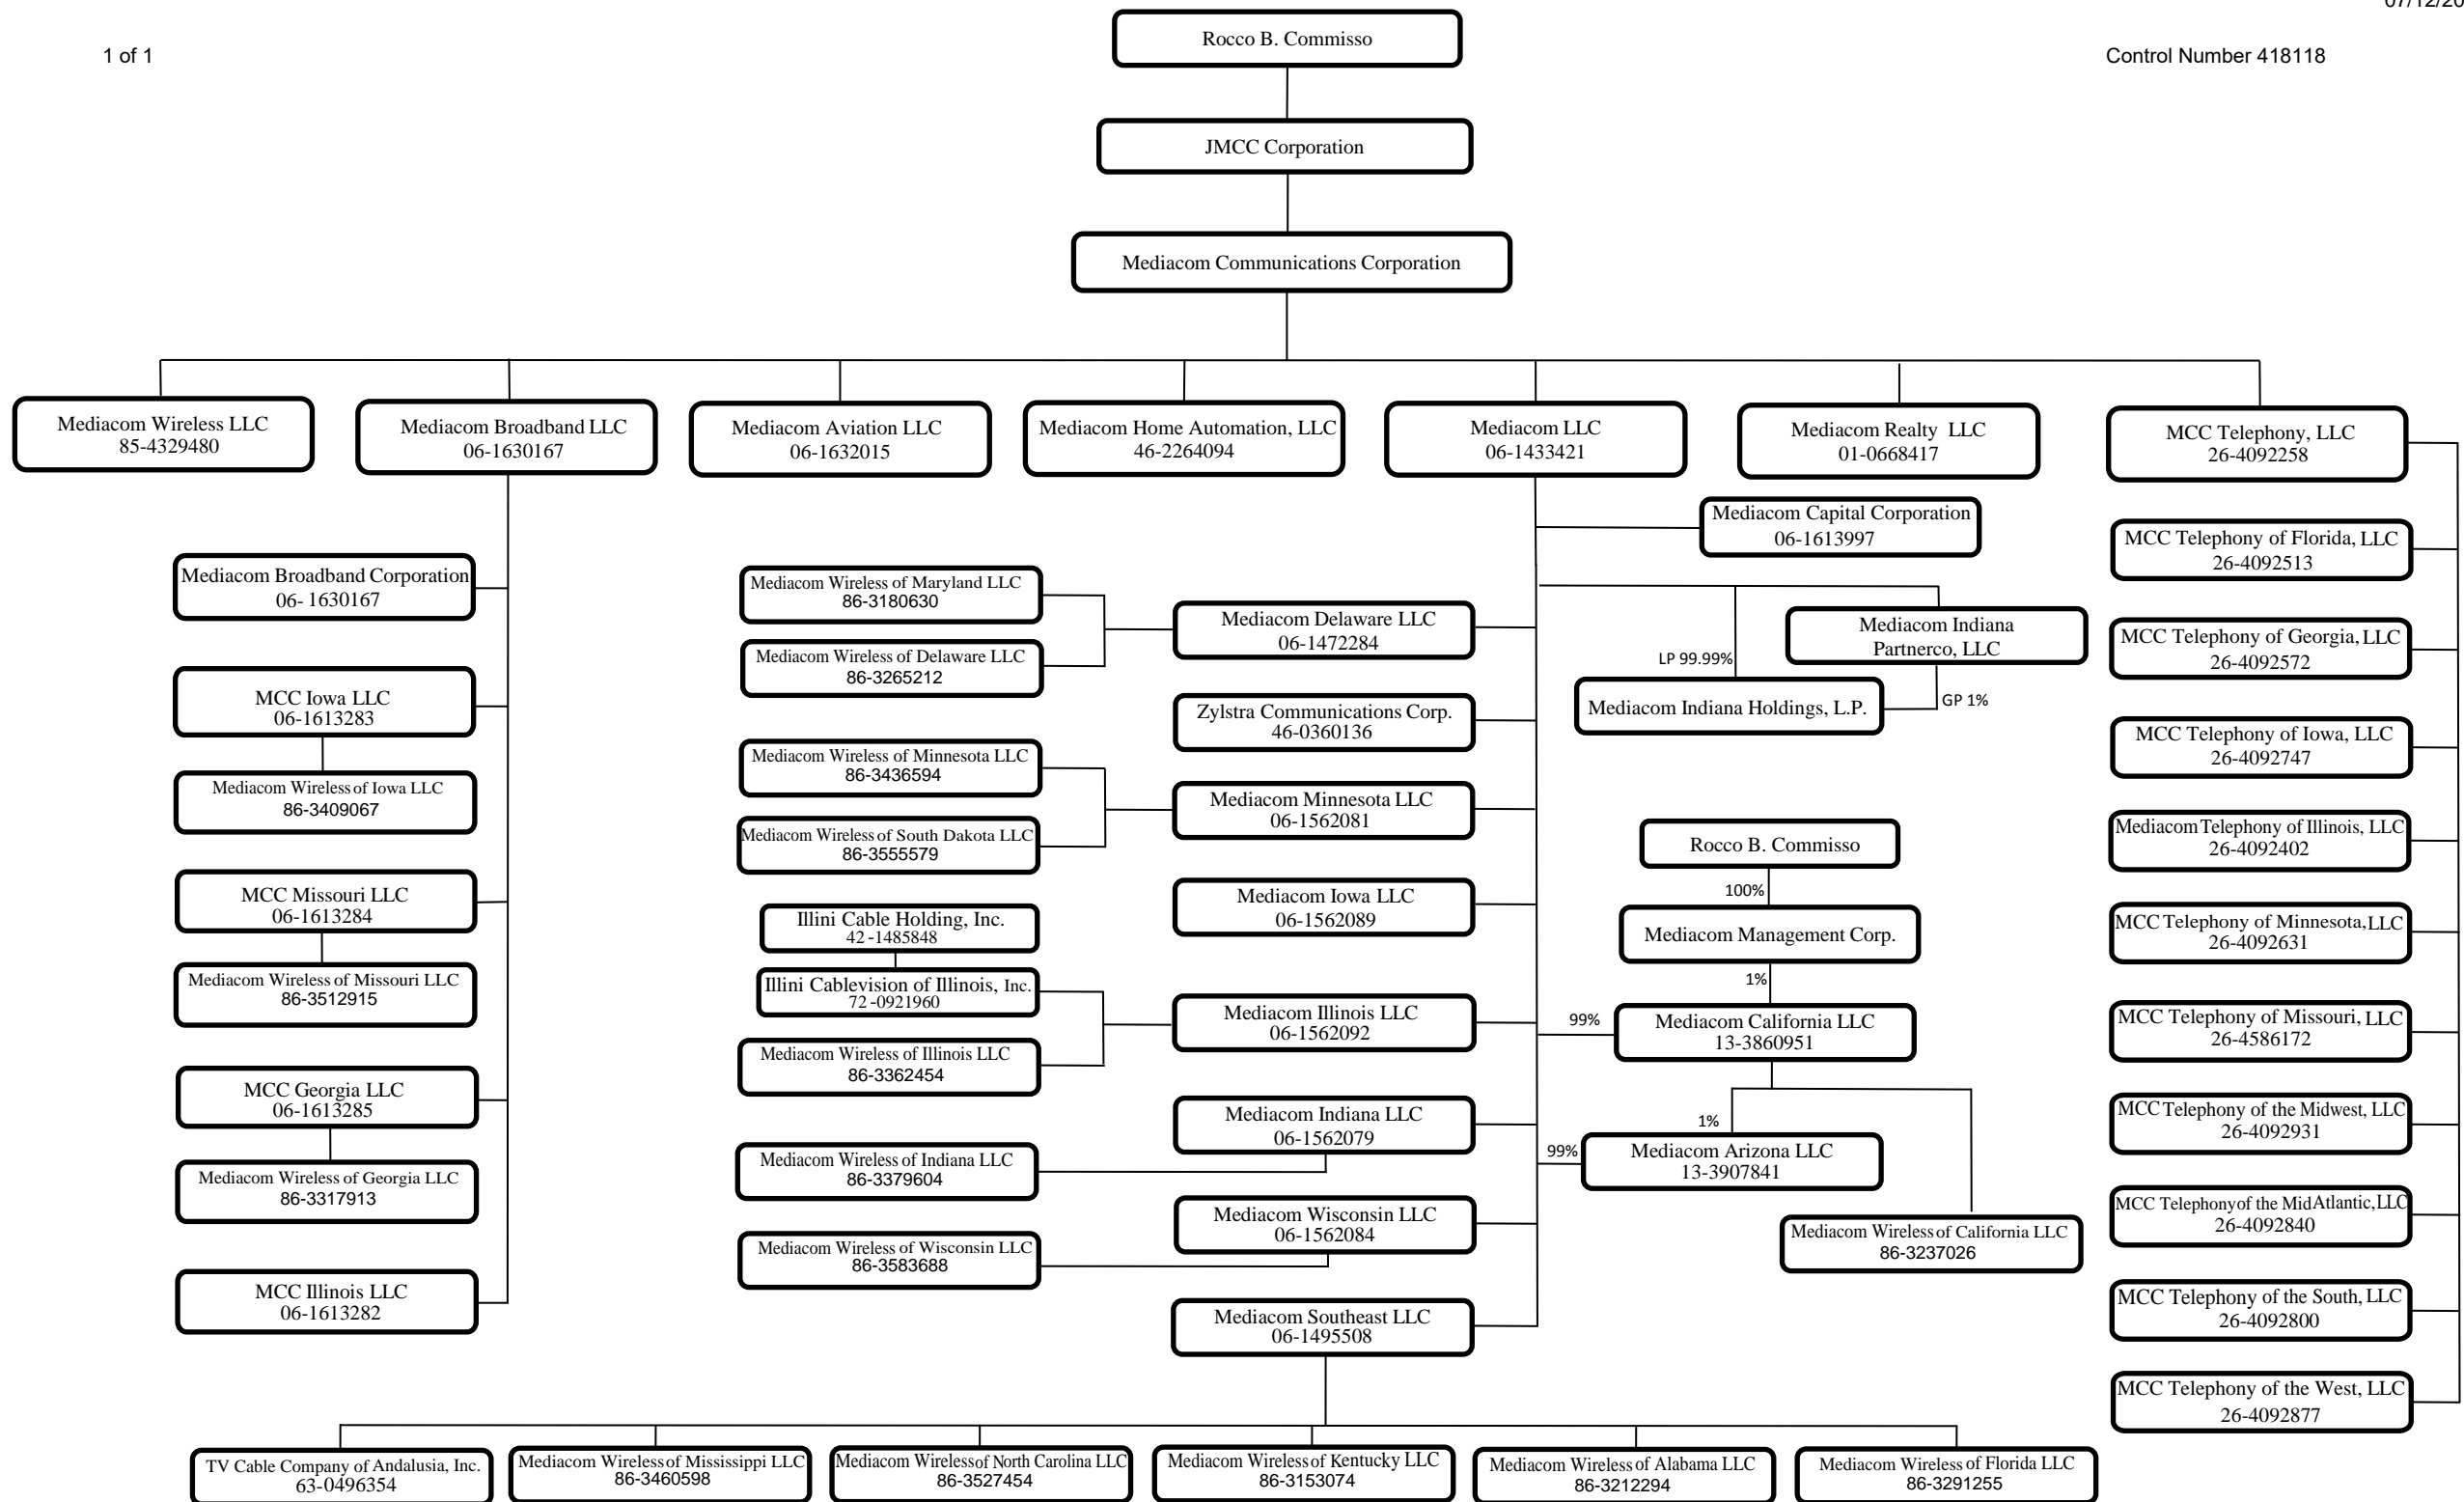 07/12/20
1 of 1
Control Number 418118
Rocco B. Commisso
JMCC Corporation
Mediacom Communications Corporation
Mediacom Wireless LLC
85-4329480
Mediacom Broadband LLC
06-1630167
Mediacom Aviation LLC
06-1632015
Mediacom Home Automation, LLC
46-2264094
Mediacom LLC
06-1433421
Mediacom Realty LLC
01-0668417
MCC Telephony, LLC
26-4092258
Mediacom Broadband Corporation
06- 1630167
MCC Iowa LLC
06-1613283
Mediacom Wireless of Iowa LLC
86-3409067
MCC Missouri LLC
06-1613284
Mediacom Wireless of Missouri LLC
86-3512915
MCC Georgia LLC
06-1613285
Mediacom Wireless of Georgia LLC
86-3317913
MCC Illinois LLC
06-1613282
Mediacom Wireless of Maryland LLC
86-3180630
Mediacom Wireless of Delaware LLC
86-3265212
Mediacom Wireless of Minnesota LLC
86-3436594
Mediacom Wireless of South Dakota LLC
86-3555579
Illini Cable Holding, Inc.
42 -1485848
Illini Cablevision of Illinois, Inc.
72 -0921960
Mediacom Wireless of Illinois LLC
86-3362454
Mediacom Wireless of Indiana LLC
86-3379604
Mediacom Wireless of Wisconsin LLC
86-3583688
Mediacom Delaware LLC
06-1472284
Zylstra Communications Corp.
46-0360136
Mediacom Minnesota LLC
06-1562081
Mediacom Iowa LLC
06-1562089
Mediacom Illinois LLC
06-1562092
Mediacom Indiana LLC
06-1562079
Mediacom Wisconsin LLC
06-1562084
Mediacom Southeast LLC
06-1495508
Mediacom Capital Corporation
06-1613997
Mediacom Indiana
Partnerco, LLC
LP 99.99%
Mediacom Indiana Holdings, L.P.
GP 1%
Rocco B. Commisso
100%
Mediacom Management Corp.
1%
99%
Mediacom California LLC
13-3860951
1%
99%
Mediacom Arizona LLC
13-3907841
Mediacom Wireless of California LLC
86-3237026
MCC Telephony of Florida, LLC
26-4092513
MCC Telephony of Georgia, LLC
26-4092572
MCC Telephony of Iowa, LLC
26-4092747
Mediacom Telephony of Illinois, LLC
26-4092402
MCC Telephony of Minnesota, LLC
26-4092631
MCC Telephony of Missouri, LLC
26-4586172
MCC Telephony of the Midwest, LLC
26-4092931
MCC Telephony of the MidAtlantic, LLC
26-4092840
MCC Telephony of the South, LLC
26-4092800
MCC Telephony of the West, LLC
26-4092877
TV Cable Company of Andalusia, Inc.
63-0496354
Mediacom Wireless of Mississippi LLC
86-3460598
Mediacom Wireless of North Carolina LLC
86-3527454
Mediacom Wireless of Kentucky LLC
86-3153074
Mediacom Wireless of Alabama LLC
86-3212294
Mediacom Wireless of Florida LLC
86-3291255